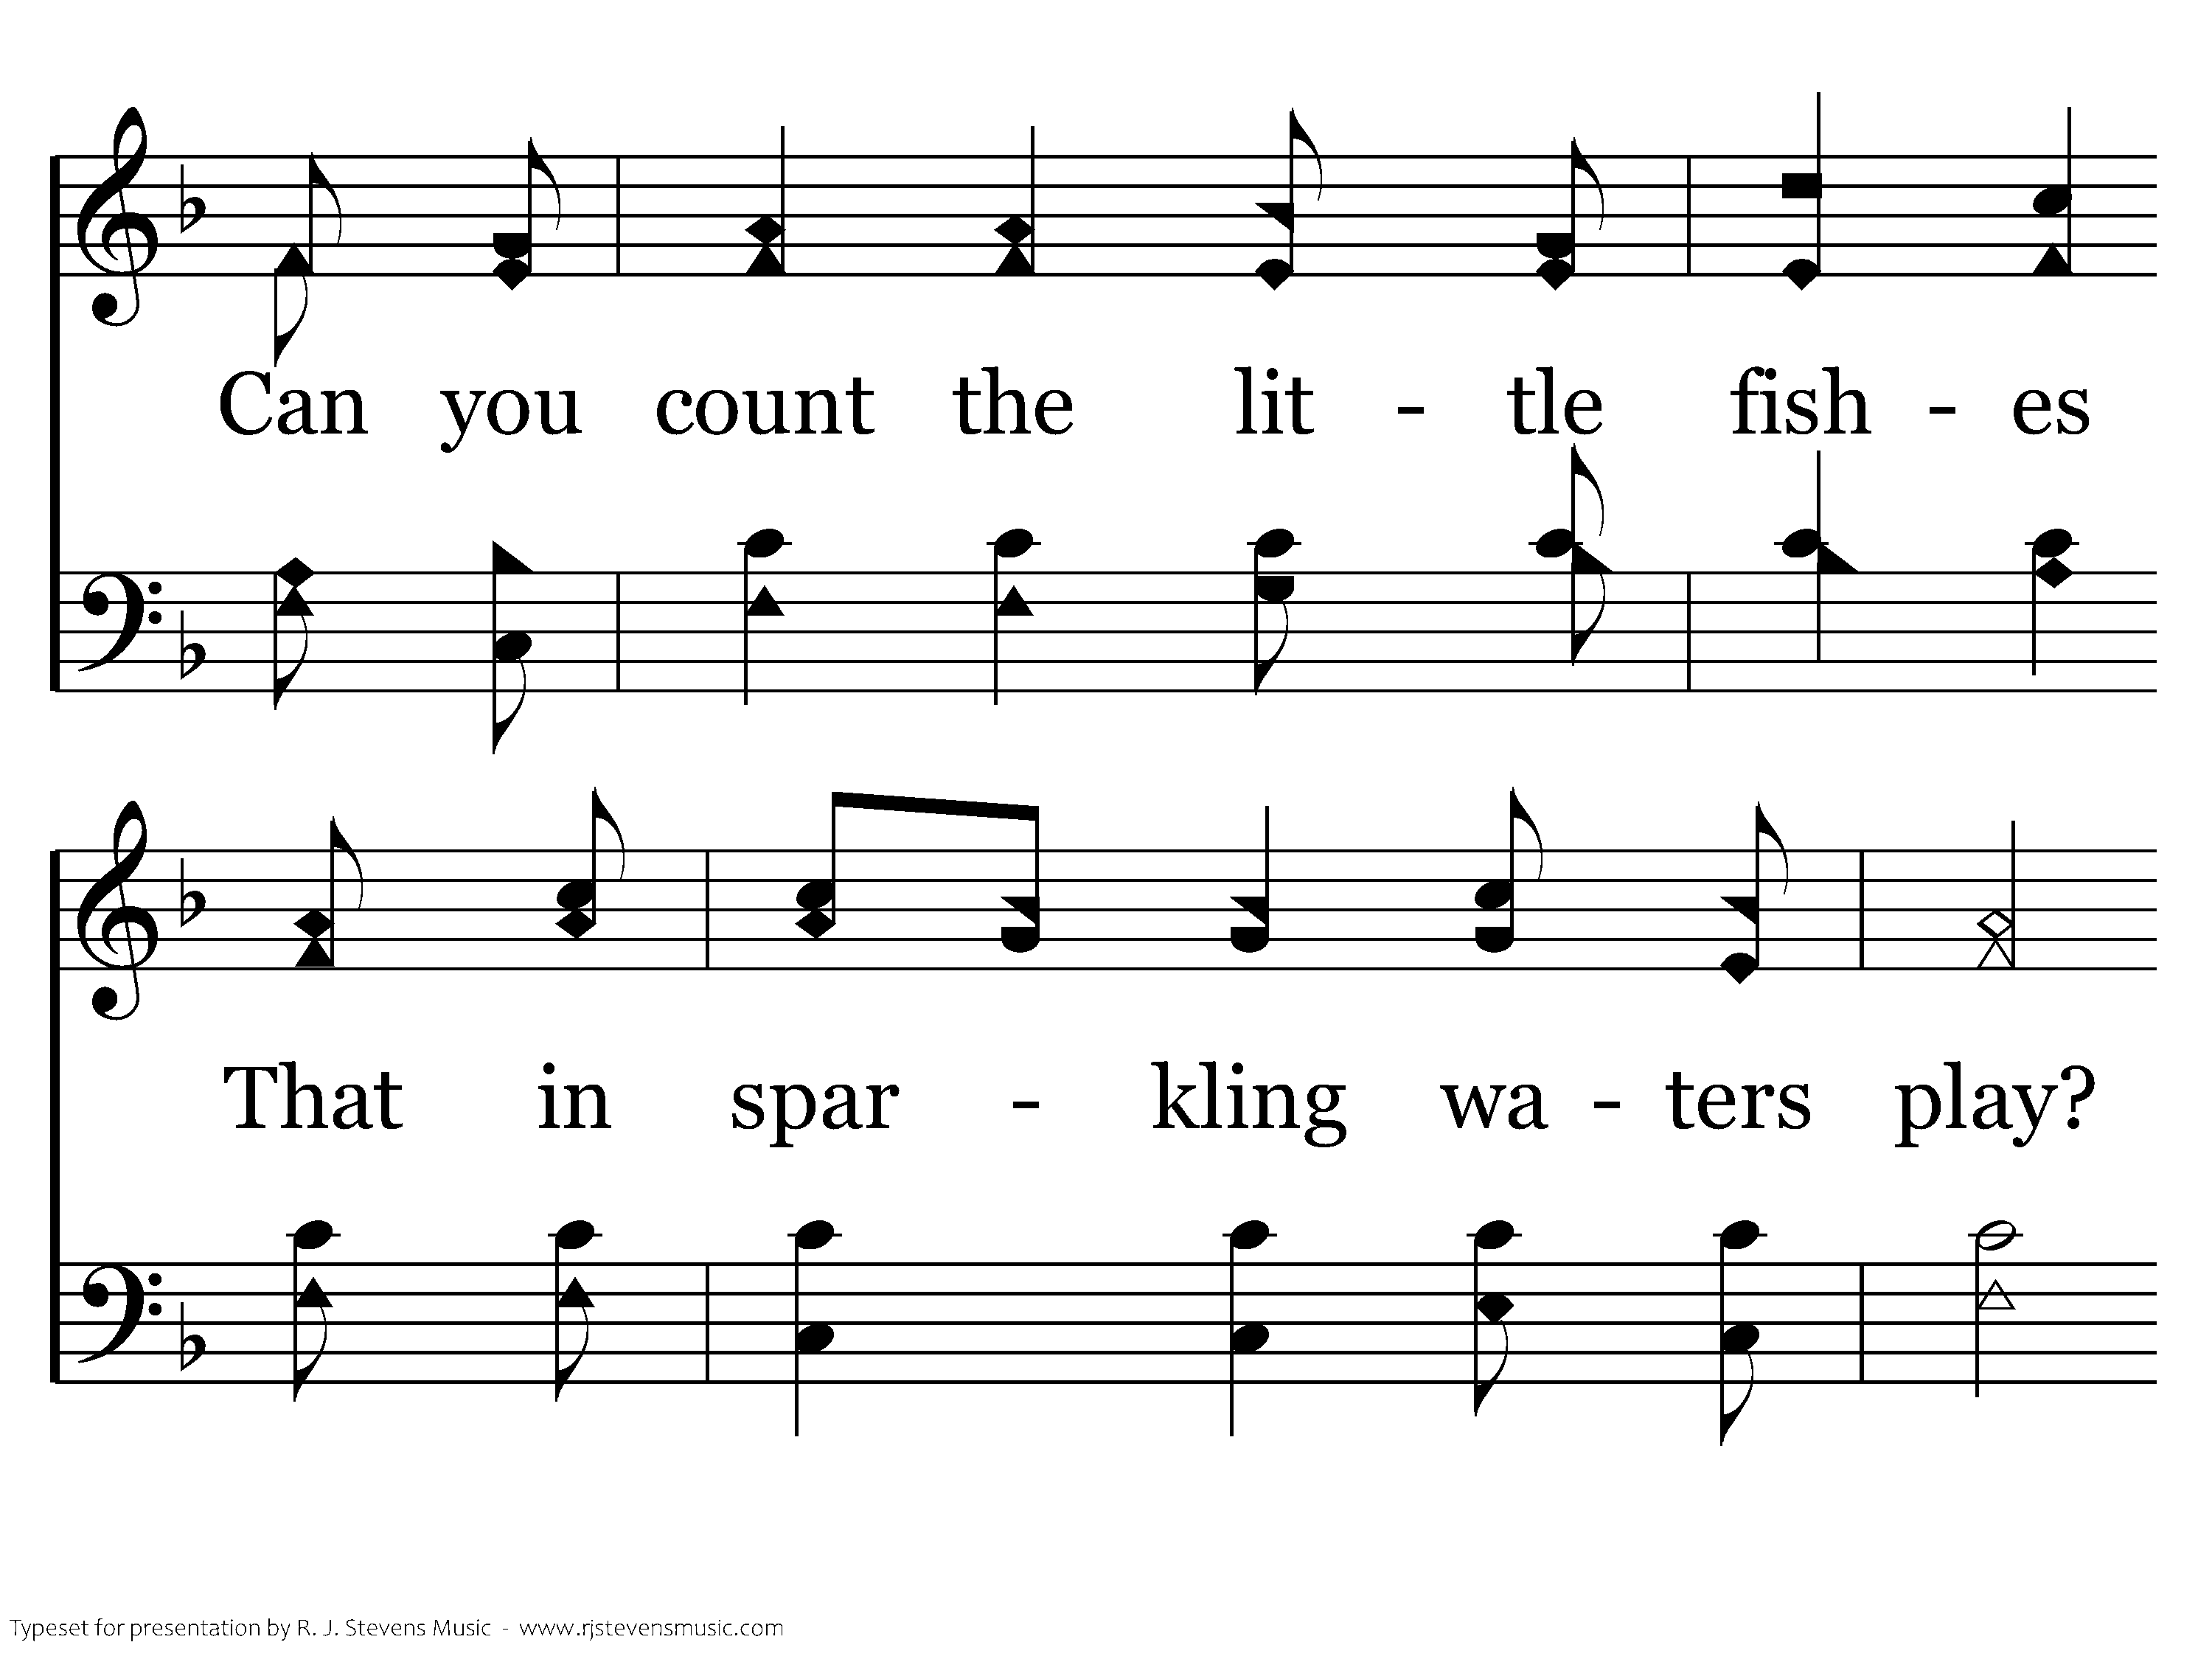 Can you count the lit - tle fish - es
That in spar - kling wa - ters play?
Typeset for presentation by R. J. Stevens Music - www.rjstevensmusic.com